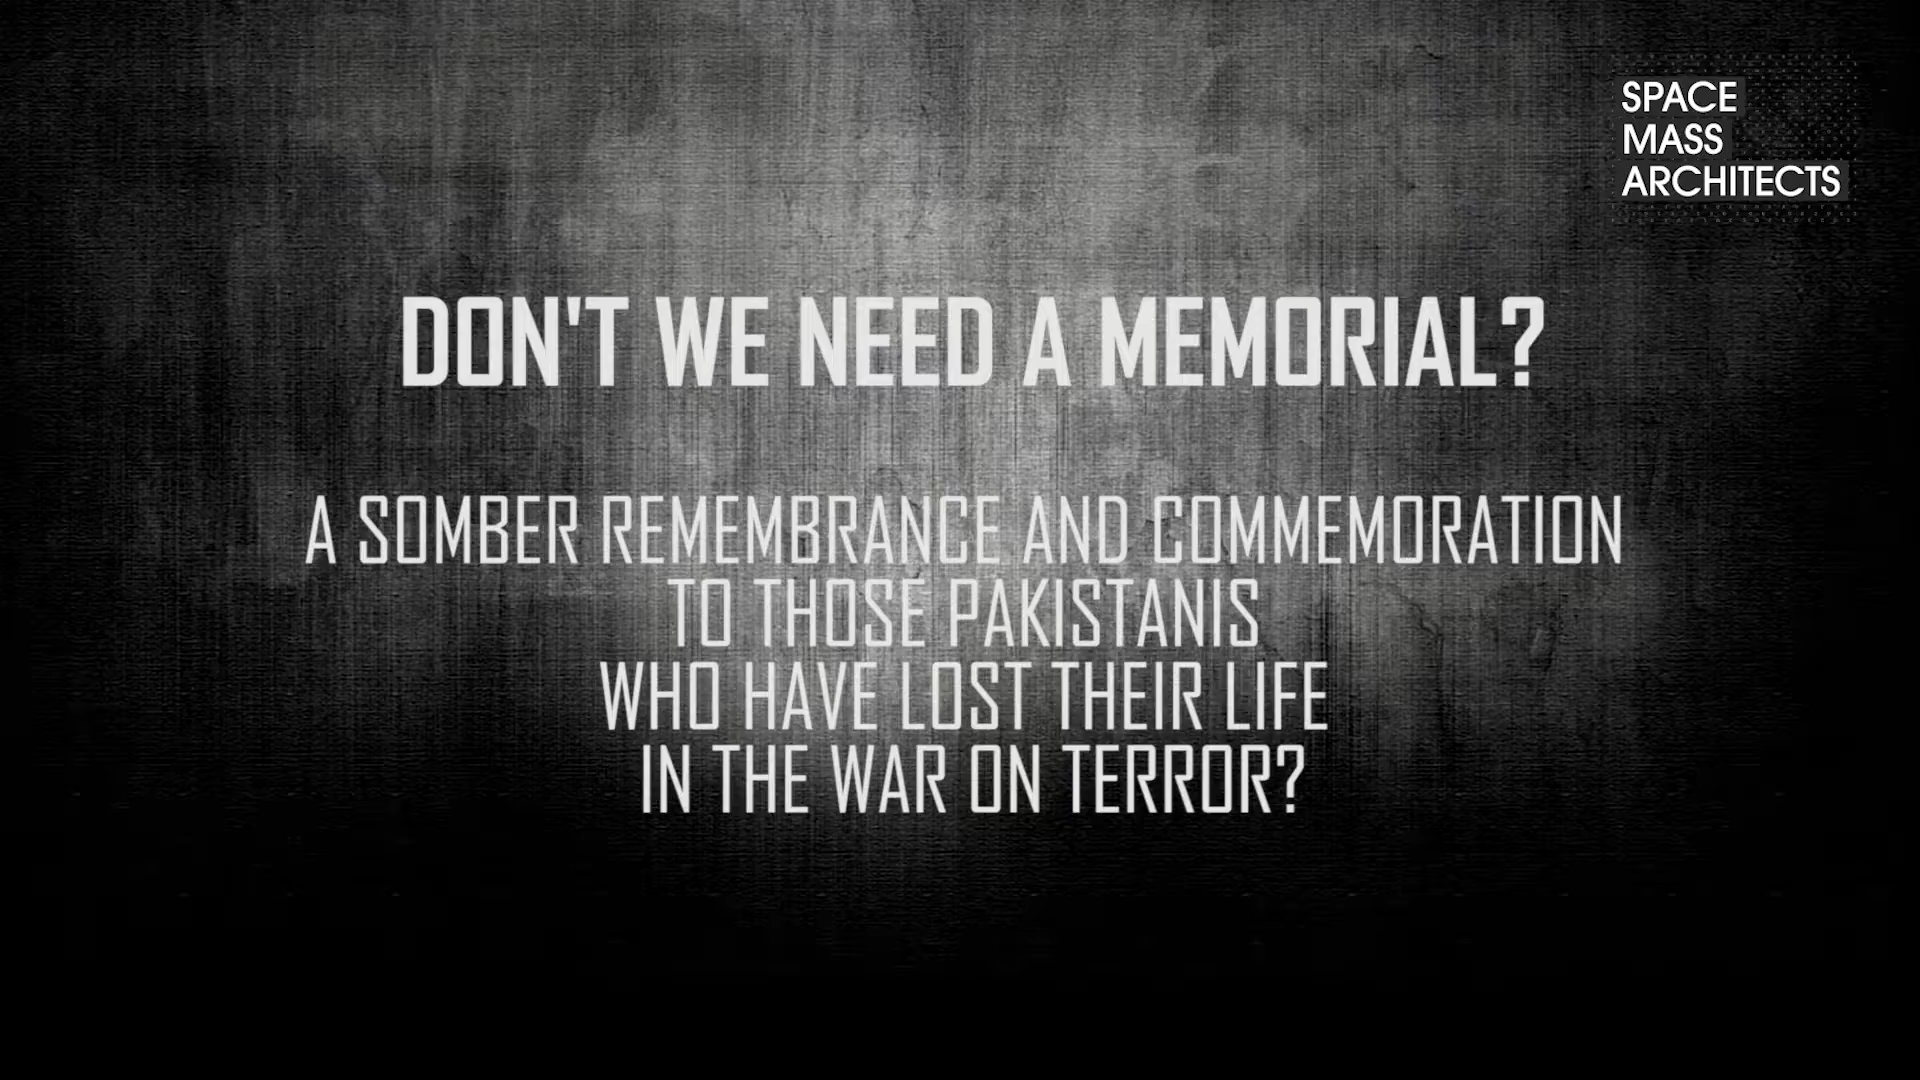 SPACE
MASS
ARCHITECTS
DON'T WE NEED A MEMORIAL?
A SOMBER REMEMBRANCE AND COMMEMORATION
TO THOSE PAKISTANIS
WHO HAVE LOST THEIR LIFE
IN THE WAR ON TERROR?